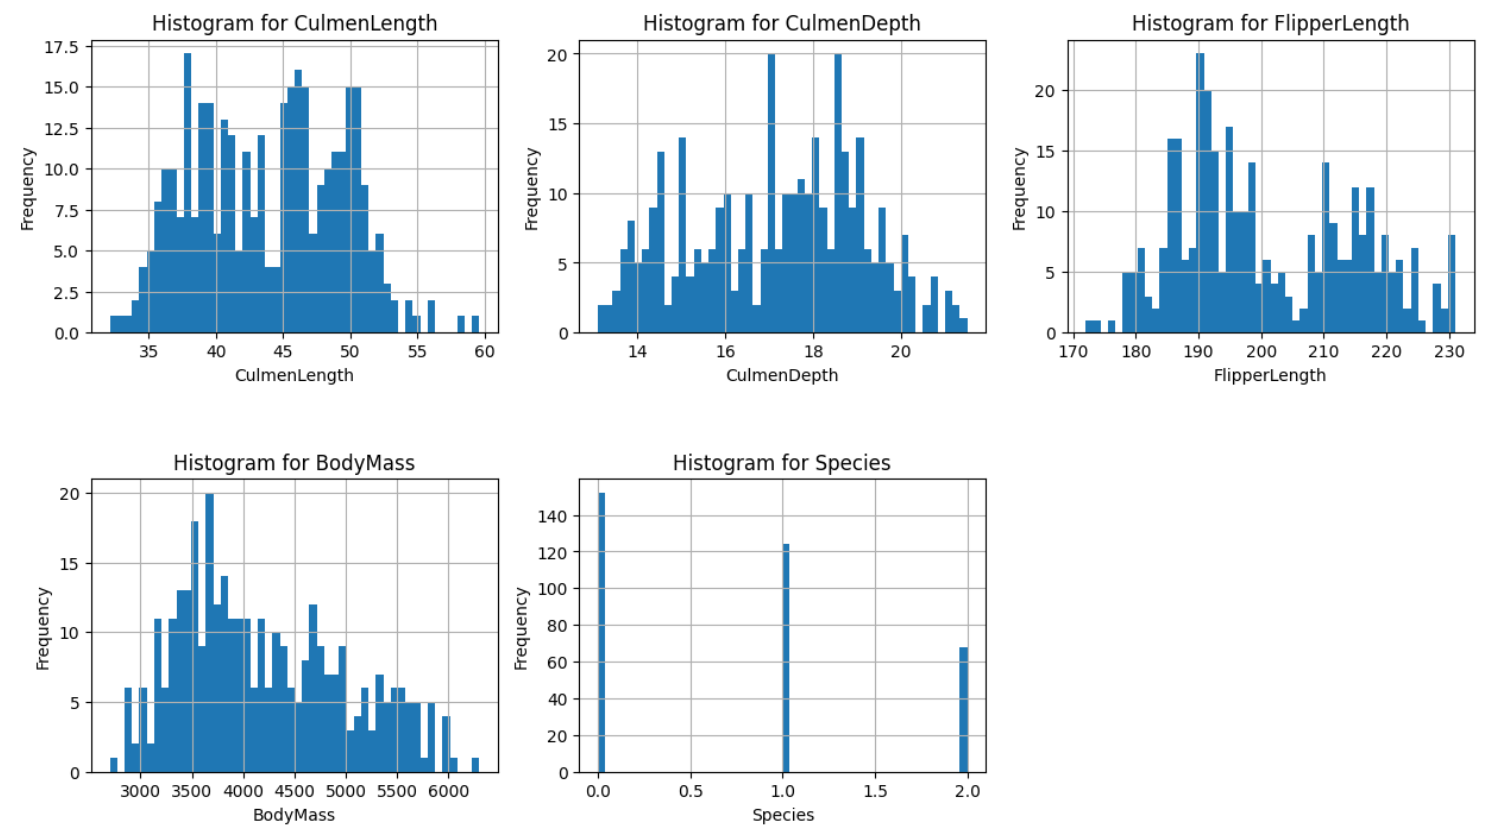 Histogram for CulmenLength
17.5
15.0
12.5
10.0
7.5
5.0
2.5
0.0
Frequency
35 40 45 50 55 60
CulmenLength
Histogram for CulmenDepth
20
15
10
5
0
Frequency
14 16 18 20
CulmenDepth
Histogram for FlipperLength
20
15
10
5
0
Frequency
170 180 190 200 210 220 230
FlipperLength
Histogram for BodyMass
20
15
10
5
0
Frequency
3000 3500 4000 4500 5000 5500 6000
BodyMass
Histogram for Species
140
120
100
80
60
40
20
0
Frequency
0.0 0.5 1.0 1.5 2.0
Species